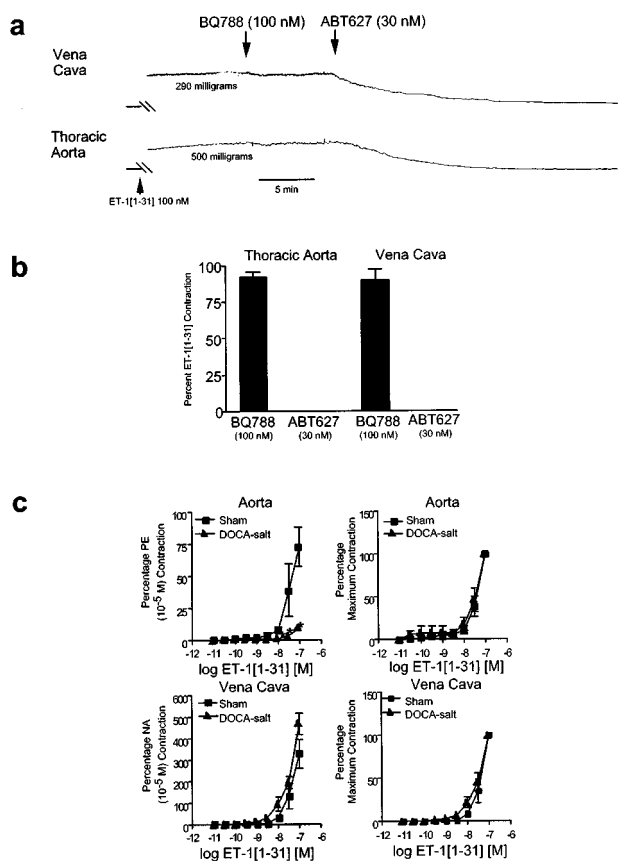 a
BQ788 (100 nM) ABT627 (30 nM)
Vena
Cava
290 milligrams
Thoracic
Aorta
500 milligrams
5 min
ET-1[1-31] 100 nM
b
Thoracic Aorta Vena Cava
Percent ET-1[1-31] Contraction
100
75
50
25
0
BQ788 ABT627 BQ788 ABT627
(100 nM) (30 nM) (100 nM) (30 nM)
c
Aorta
Percentage PE
(10⁻⁵ M) Contraction
100
75
50
25
0
Sham
DOCA-salt
*
*
-12 -11 -10 -9 -8 -7 -6
log ET-1[1-31] [M]
Aorta
Percentage
Maximum Contraction
150
100
50
0
Sham
DOCA-salt
-12 -11 -10 -9 -8 -7 -6
log ET-1[1-31] [M]
Vena Cava
Percentage NA
(10⁻⁵ M) Contraction
600
500
400
300
200
100
0
Sham
DOCA-salt
-12 -11 -10 -9 -8 -7 -6
log ET-1[1-31] [M]
Vena Cava
Percentage
Maximum Contraction
150
100
50
0
Sham
DOCA-salt
-12 -11 -10 -9 -8 -7 -6
log ET-1[1-31] [M]